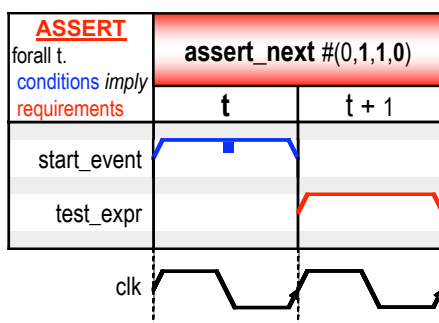 ASSERT
forall t.
conditions imply
requirements
assert_next #(0,1,1,0)
t
t + 1
start_event
test_expr
clk